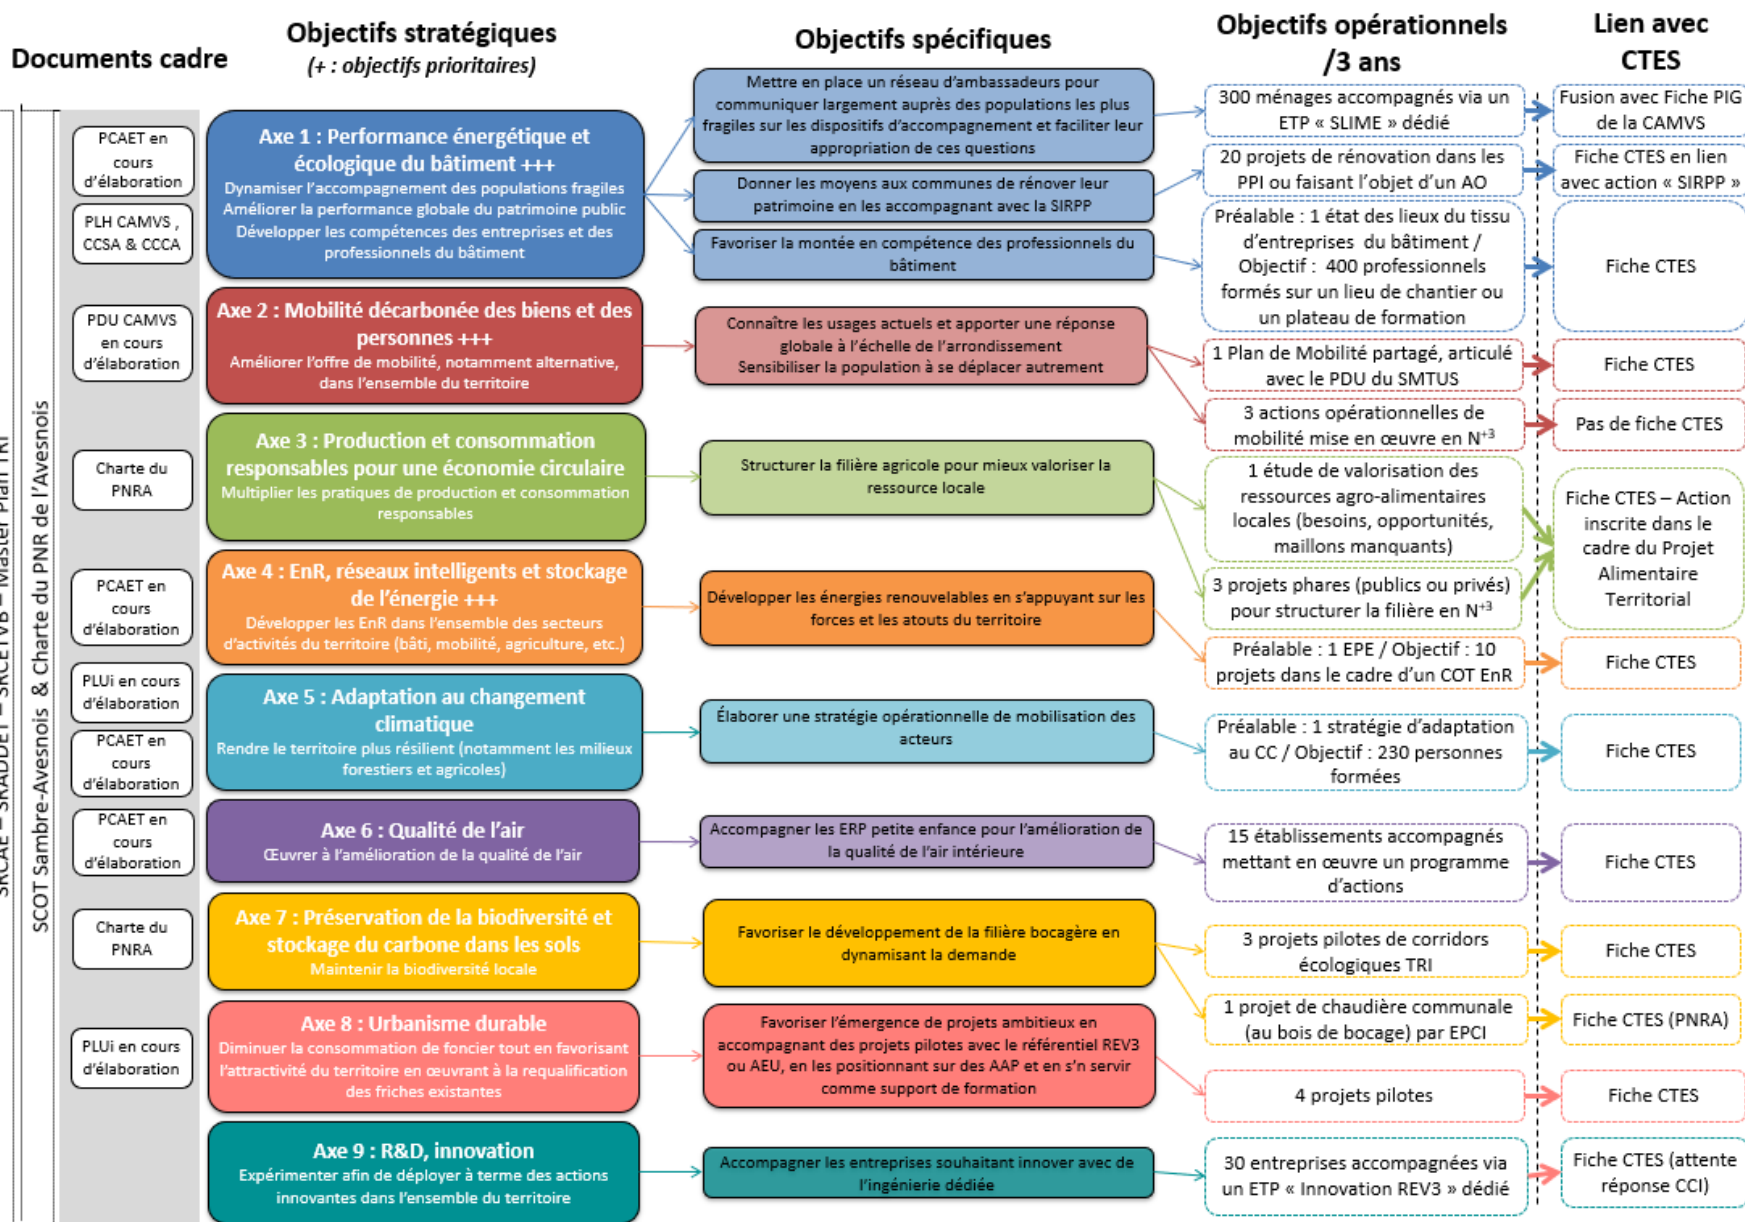 Documents cadre
Objectifs stratégiques
(+ : objectifs prioritaires)
Objectifs spécifiques
Objectifs opérationnels
/3 ans
Lien avec
CTES
SRCAE – SRADDET – SRCETVB – Master Plan TRI
SCOT Sambre-Avesnois & Charte du PNR de l'Avesnois
PCAET en
cours
d'élaboration
PLH CAMVS ,
CCSA & CCCA
Axe 1 : Performance énergétique et
écologique du bâtiment +++
Dynamiser l'accompagnement des populations fragiles
Améliorer la performance globale du patrimoine public
Développer les compétences des entreprises et des
professionnels du bâtiment
Mettre en place un réseau d'ambassadeurs pour
communiquer largement auprès des populations les plus
fragiles sur les dispositifs d'accompagnement et faciliter leur
appropriation de ces questions
300 ménages accompagnés via un
ETP « SLIME » dédié
Fusion avec Fiche PIG
de la CAMVS
Donner les moyens aux communes de rénover leur
patrimoine en les accompagnant avec la SIRPP
20 projets de rénovation dans les
PPI ou faisant l'objet d'un AO
Fiche CTES en lien
avec action « SIRPP »
Favoriser la montée en compétence des professionnels du
bâtiment
Préalable : 1 état des lieux du tissu
d'entreprises du bâtiment /
Objectif : 400 professionnels
formés sur un lieu de chantier ou
un plateau de formation
Fiche CTES
PDU CAMVS
en cours
d'élaboration
Axe 2 : Mobilité décarbonée des biens et des
personnes +++
Améliorer l'offre de mobilité, notamment alternative,
dans l'ensemble du territoire
Connaître les usages actuels et apporter une réponse
globale à l'échelle de l'arrondissement
Sensibiliser la population à se déplacer autrement
1 Plan de Mobilité partagé, articulé
avec le PDU du SMTUS
Fiche CTES
3 actions opérationnelles de
mobilité mise en œuvre en N+3
Pas de fiche CTES
Charte du
PNRA
Axe 3 : Production et consommation
responsables pour une économie circulaire
Multiplier les pratiques de production et consommation
responsables
Structurer la filière agricole pour mieux valoriser la
ressource locale
1 étude de valorisation des
ressources agro-alimentaires
locales (besoins, opportunités,
maillons manquants)
3 projets phares (publics ou privés)
pour structurer la filière en N+3
Fiche CTES – Action
inscrite dans le
cadre du Projet
Alimentaire
Territorial
PCAET en
cours
d'élaboration
Axe 4 : EnR, réseaux intelligents et stockage
de l'énergie +++
Développer les EnR dans l'ensemble des secteurs
d'activités du territoire (bâti, mobilité, agriculture, etc.)
Développer les énergies renouvelables en s'appuyant sur les
forces et les atouts du territoire
Préalable : 1 EPE / Objectif : 10
projets dans le cadre d'un COT EnR
Fiche CTES
PLUi en cours
d'élaboration
PCAET en
cours
d'élaboration
Axe 5 : Adaptation au changement
climatique
Rendre le territoire plus résilient (notamment les milieux
forestiers et agricoles)
Élaborer une stratégie opérationnelle de mobilisation des
acteurs
Préalable : 1 stratégie d'adaptation
au CC / Objectif : 230 personnes
formées
Fiche CTES
PCAET en
cours
d'élaboration
Axe 6 : Qualité de l'air
Œuvrer à l'amélioration de la qualité de l'air
Accompagner les ERP petite enfance pour l'amélioration de
la qualité de l'air intérieure
15 établissements accompagnés
mettant en œuvre un programme
d'actions
Fiche CTES
Charte du
PNRA
Axe 7 : Préservation de la biodiversité et
stockage du carbone dans les sols
Maintenir la biodiversité locale
Favoriser le développement de la filière bocagère en
dynamisant la demande
3 projets pilotes de corridors
écologiques TRI
Fiche CTES
1 projet de chaudière communale
(au bois de bocage) par EPCI
Fiche CTES (PNRA)
PLUi en cours
d'élaboration
Axe 8 : Urbanisme durable
Diminuer la consommation de foncier tout en favorisant
l'attractivité du territoire en œuvrant à la requalification
des friches existantes
Favoriser l'émergence de projets ambitieux en
accompagnant des projets pilotes avec le référentiel REV3
ou AEU, en les positionnant sur des AAP et en s'n servir
comme support de formation
4 projets pilotes
Fiche CTES
Axe 9 : R&D, innovation
Expérimenter afin de déployer à terme des actions
innovantes dans l'ensemble du territoire
Accompagner les entreprises souhaitant innover avec de
l'ingénierie dédiée
30 entreprises accompagnées via
un ETP « Innovation REV3 » dédié
Fiche CTES (attente
réponse CCI)